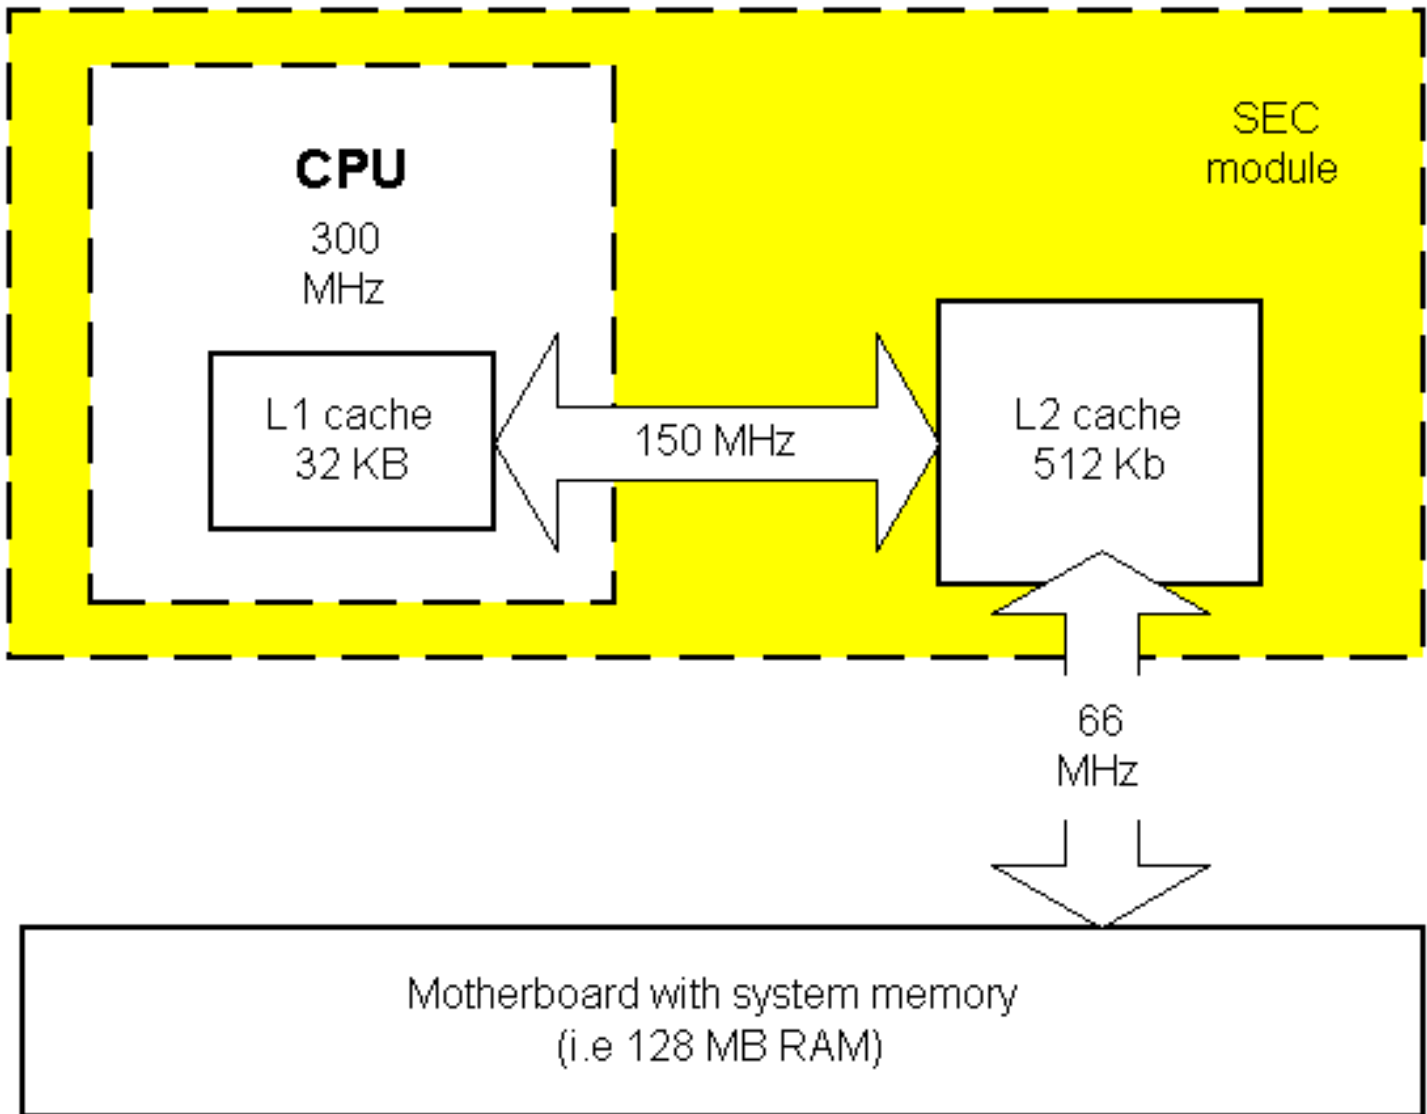 SEC
module
CPU
300
MHz
L1 cache
32 KB
150 MHz
L2 cache
512 Kb
66
MHz
Motherboard with system memory
(i.e 128 MB RAM)